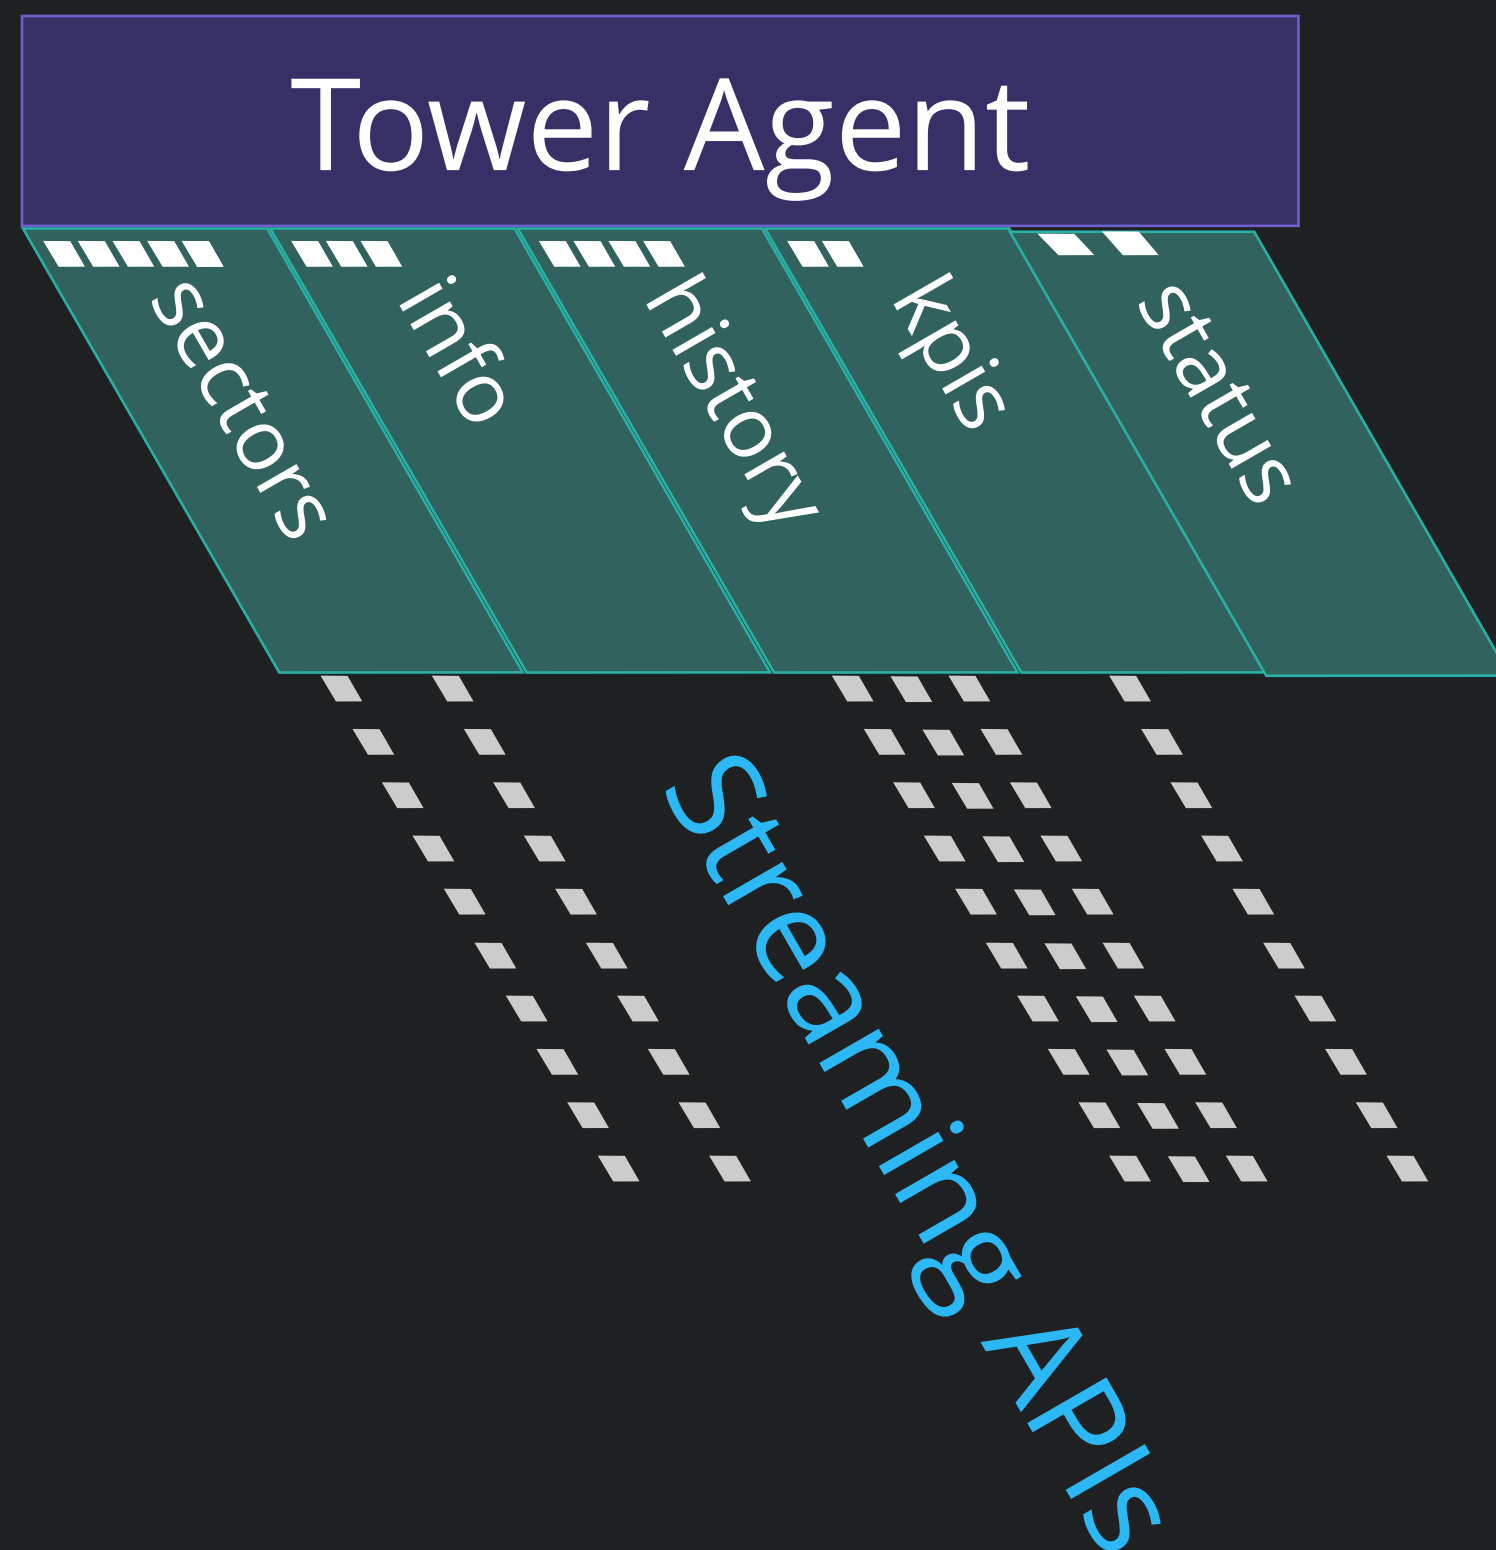 Tower Agent
sectors
info
history
kpis
status
Streaming APIs